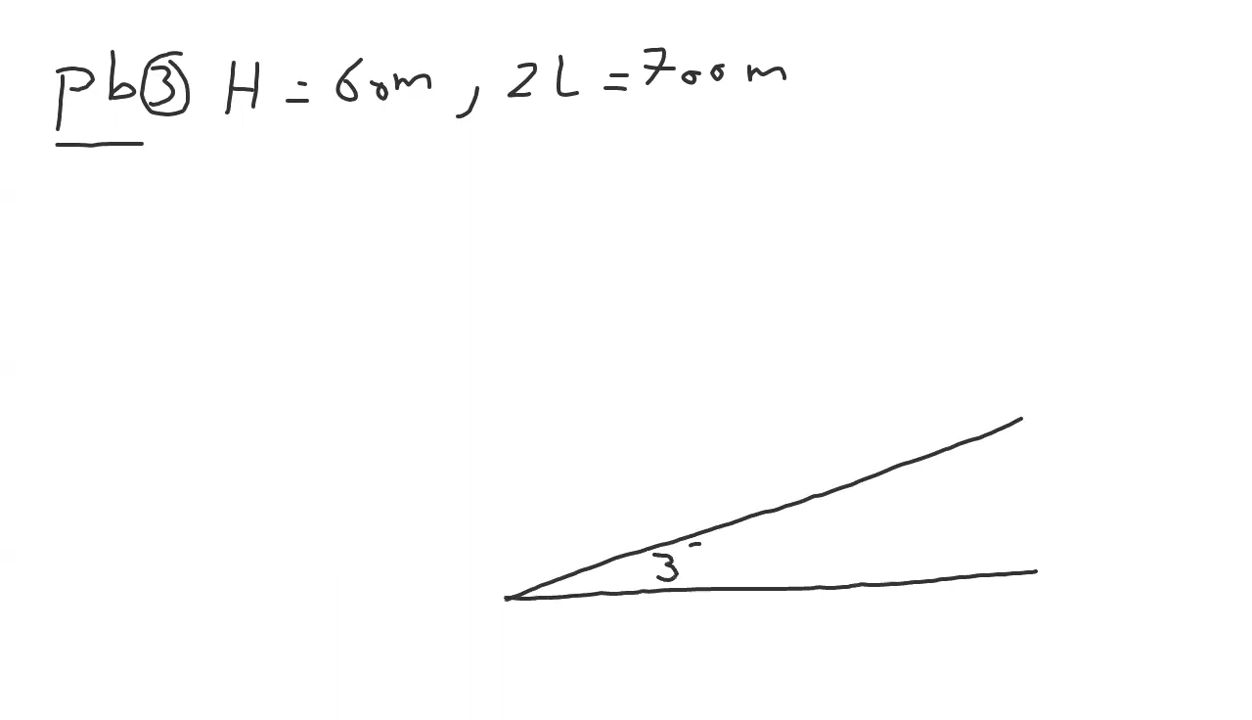 Pb③ H = 60m, 2L = 700m
3°